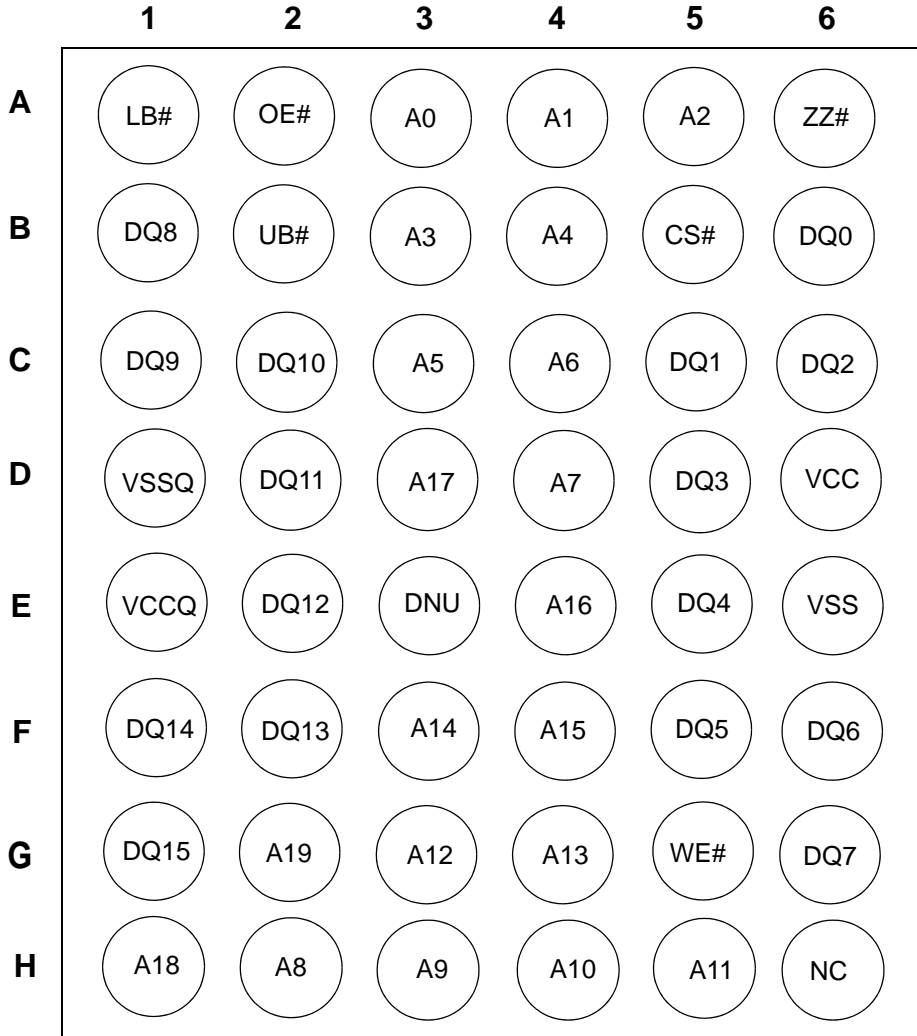 1 2 3 4 5 6
A LB# OE# A0 A1 A2 ZZ#
B DQ8 UB# A3 A4 CS# DQ0
C DQ9 DQ10 A5 A6 DQ1 DQ2
D VSSQ DQ11 A17 A7 DQ3 VCC
E VCCQ DQ12 DNU A16 DQ4 VSS
F DQ14 DQ13 A14 A15 DQ5 DQ6
G DQ15 A19 A12 A13 WE# DQ7
H A18 A8 A9 A10 A11 NC